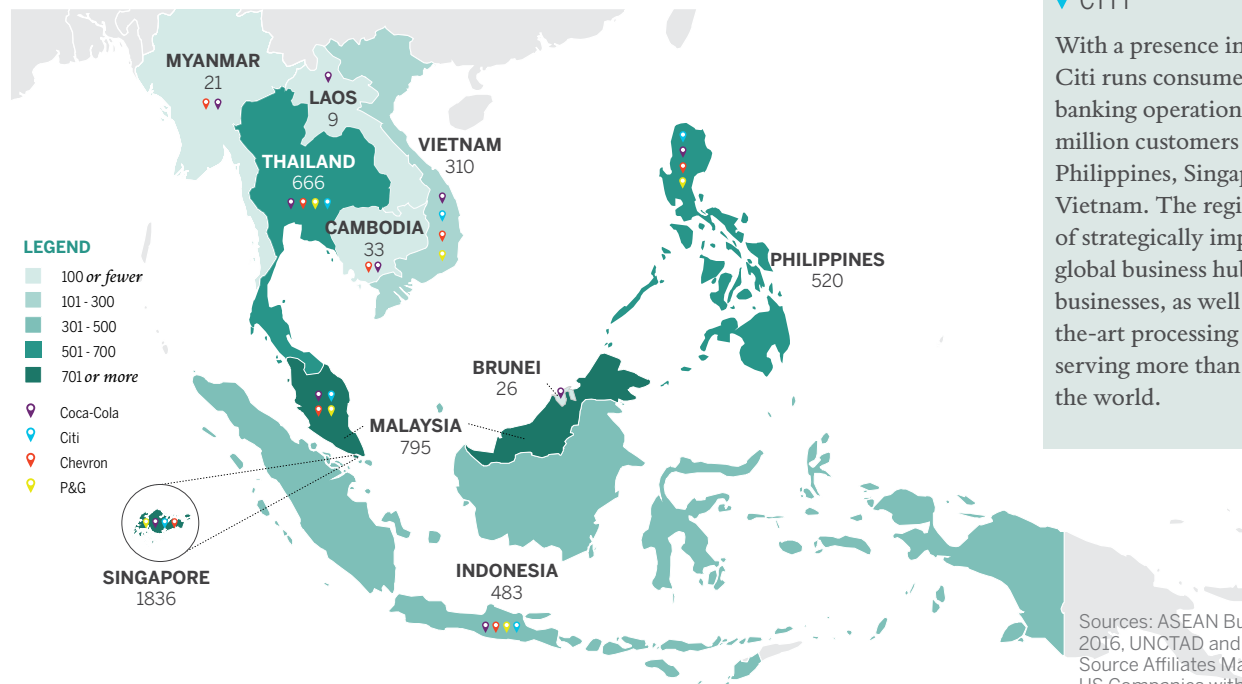 MYANMAR
21
LAOS
9
VIETNAM
310
THAILAND
666
CAMBODIA
33
PHILIPPINES
520
LEGEND
100 or fewer
101 - 300
301 - 500
501 - 700
701 or more
Coca-Cola
Citi
Chevron
P&G
BRUNEI
26
MALAYSIA
795
SINGAPORE
1836
INDONESIA
483
CITI
With a presence in
Citi runs consume
banking operation
million customers
Philippines, Singap
Vietnam. The regi
of strategically imp
global business hub
businesses, as well
the-art processing
serving more than
the world.
Sources: ASEAN Bu
2016, UNCTAD and
Source Affiliates Ma
US Companies with